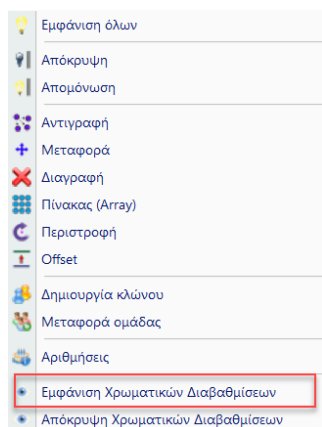 Εμφάνιση όλων
Απόκρυψη
Απομόνωση
Αντιγραφή
Μεταφορά
Διαγραφή
Πίνακας (Array)
Περιστροφή
Offset
Δημιουργία κλώνου
Μεταφορά ομάδας
Αριθμήσεις
Εμφάνιση Χρωματικών Διαβαθμίσεων
Απόκρυψη Χρωματικών Διαβαθμίσεων